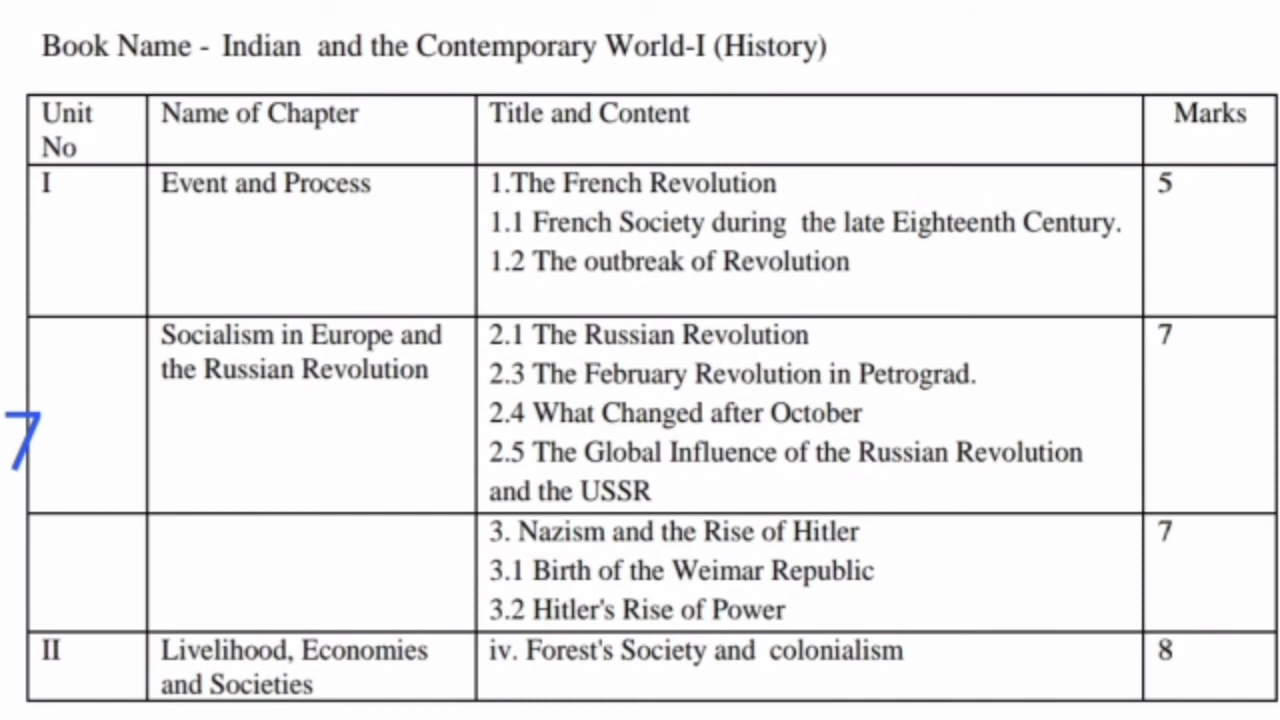 Book Name - Indian and the Contemporary World-I (History)
Unit No
Name of Chapter
Title and Content
Marks
I
Event and Process
1.The French Revolution
1.1 French Society during the late Eighteenth Century.
1.2 The outbreak of Revolution
5
Socialism in Europe and
the Russian Revolution
2.1 The Russian Revolution
2.3 The February Revolution in Petrograd.
2.4 What Changed after October
2.5 The Global Influence of the Russian Revolution
and the USSR
7
7
3. Nazism and the Rise of Hitler
3.1 Birth of the Weimar Republic
3.2 Hitler's Rise of Power
7
II
Livelihood, Economies
and Societies
iv. Forest's Society and colonialism
8